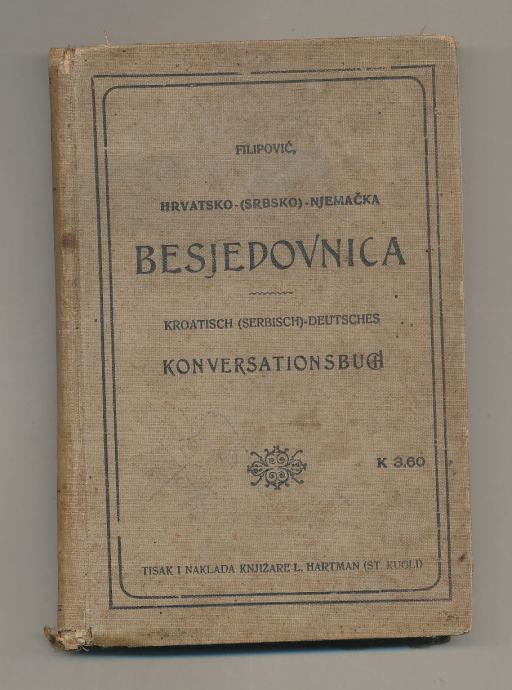 FILIPOVIĆ,
HRVATSKO-(SRBSKO)-NJEMAČKA
BESJEDOVNICA
KROATISCH (SERBISCH)-DEUTSCHES
KONVERSATIONSBUCH
K 3.60
TISAK I NAKLADA KNJIŽARE L. HARTMAN (ST. KUGLI)